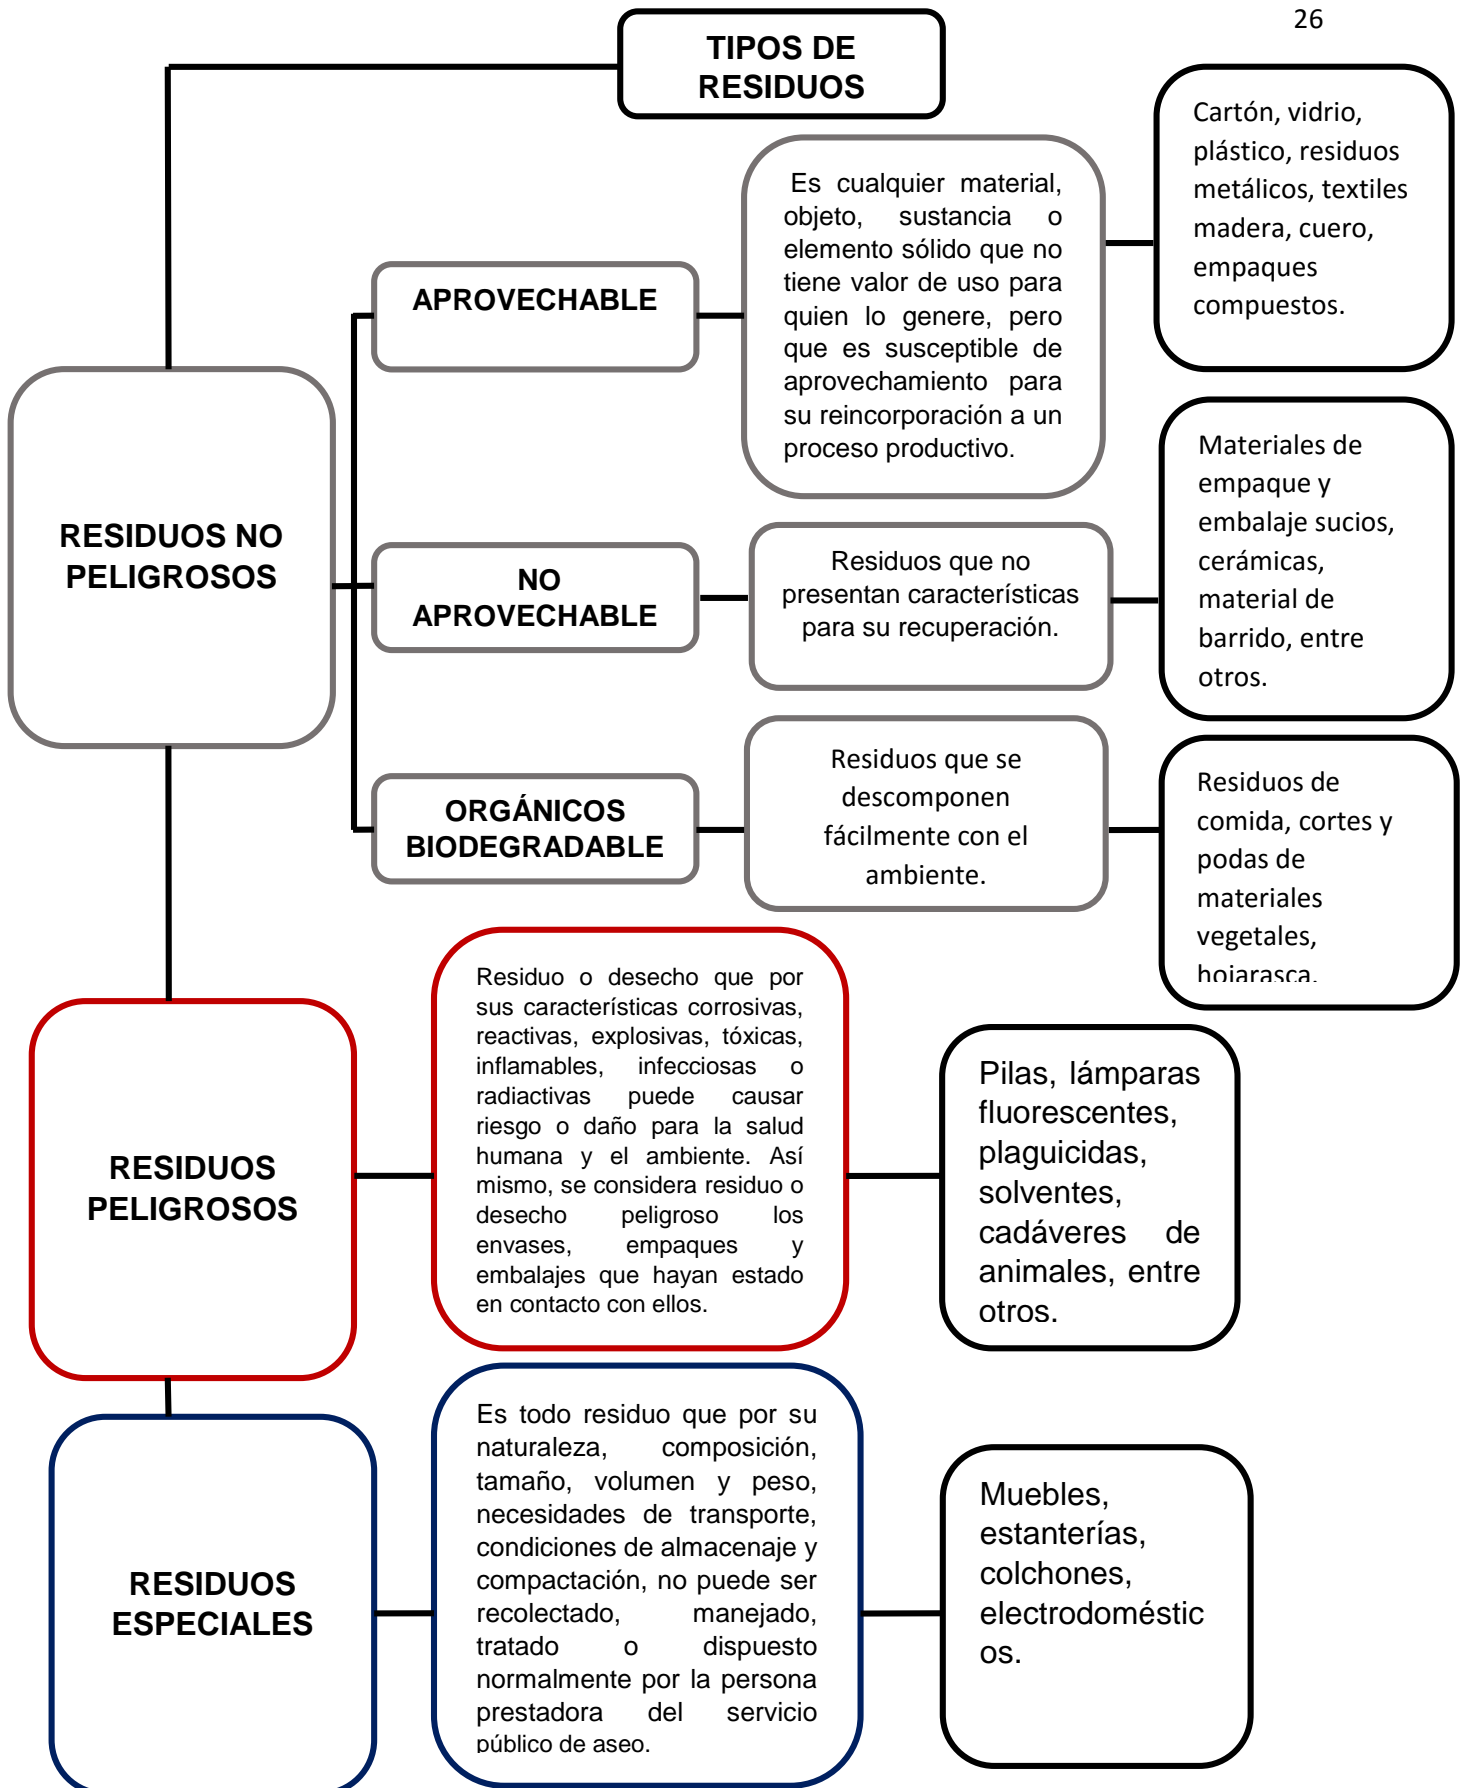 26
TIPOS DE
RESIDUOS
Cartón, vidrio,
plástico, residuos
metálicos, textiles
madera, cuero,
empaques
compuestos.
Es cualquier material,
objeto, sustancia o
elemento sólido que no
tiene valor de uso para
quien lo genere, pero
que es susceptible de
aprovechamiento para
su reincorporación a un
proceso productivo.
APROVECHABLE
Materiales de
empaque y
embalaje sucios,
cerámicas,
material de
barrido, entre
otros.
RESIDUOS NO
PELIGROSOS
NO
APROVECHABLE
Residuos que no
presentan características
para su recuperación.
ORGÁNICOS
BIODEGRADABLE
Residuos que se
descomponen
fácilmente con el
ambiente.
Residuos de
comida, cortes y
podas de
materiales
vegetales,
hojarasca.
Residuo o desecho que por
sus características corrosivas,
reactivas, explosivas, tóxicas,
inflamables, infecciosas o
radiactivas puede causar
riesgo o daño para la salud
humana y el ambiente. Así
mismo, se considera residuo o
desecho peligroso los
envases, empaques y
embalajes que hayan estado
en contacto con ellos.
RESIDUOS
PELIGROSOS
Pilas, lámparas
fluorescentes,
plaguicidas,
solventes,
cadáveres de
animales, entre
otros.
Es todo residuo que por su
naturaleza, composición,
tamaño, volumen y peso,
necesidades de transporte,
condiciones de almacenaje y
compactación, no puede ser
recolectado, manejado,
tratado o dispuesto
normalmente por la persona
prestadora del servicio
público de aseo.
RESIDUOS
ESPECIALES
Muebles,
estanterías,
colchones,
electrodoméstic
os.